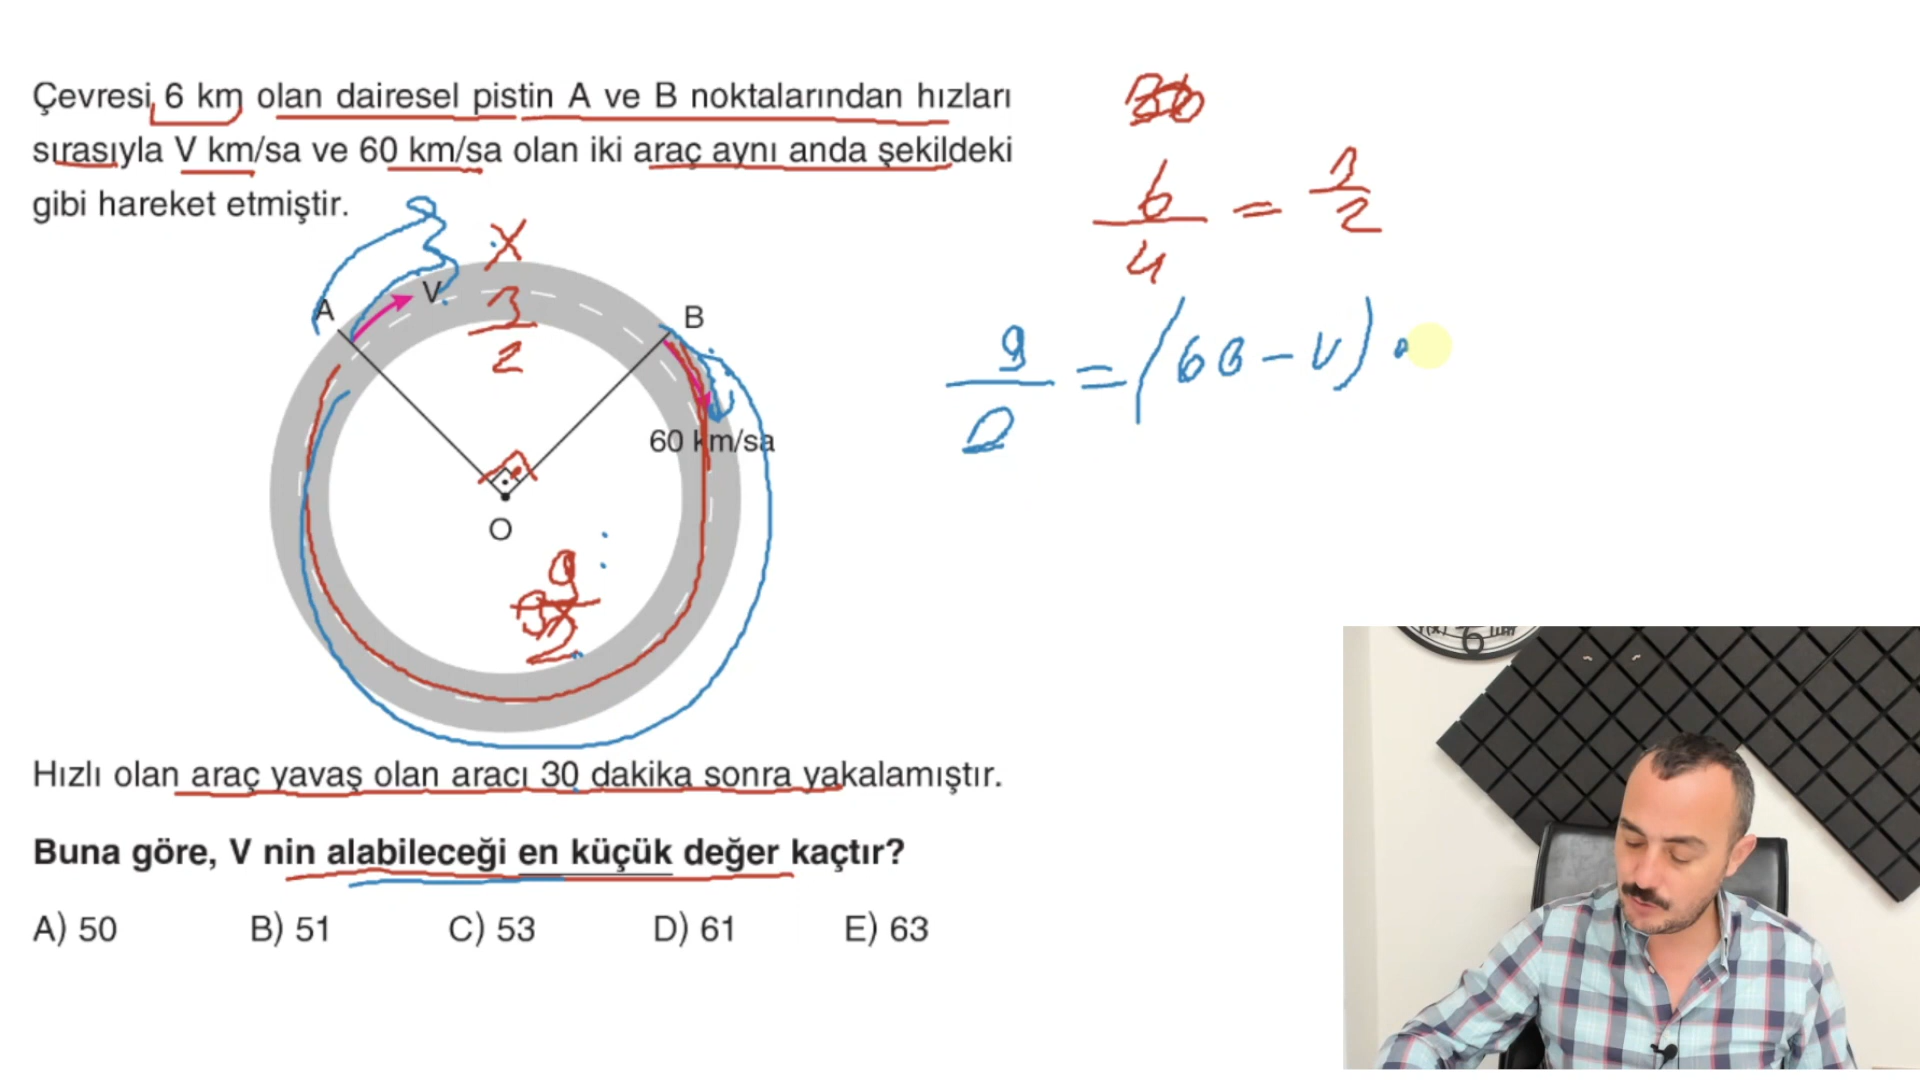 Çevresi 6 km olan dairesel pistin A ve B noktalarından hızları
sırasıyla V km/sa ve 60 km/sa olan iki araç aynı anda şekildeki
gibi hareket etmiştir.
6/4 = 3/2
x
A
V
3/2
B
9/2 = (60 - V) .
60 km/sa
O
9/2
Hızlı olan araç yavaş olan aracı 30 dakika sonra yakalamıştır.
Buna göre, V nin alabileceği en küçük değer kaçtır?
A) 50 B) 51 C) 53 D) 61 E) 63